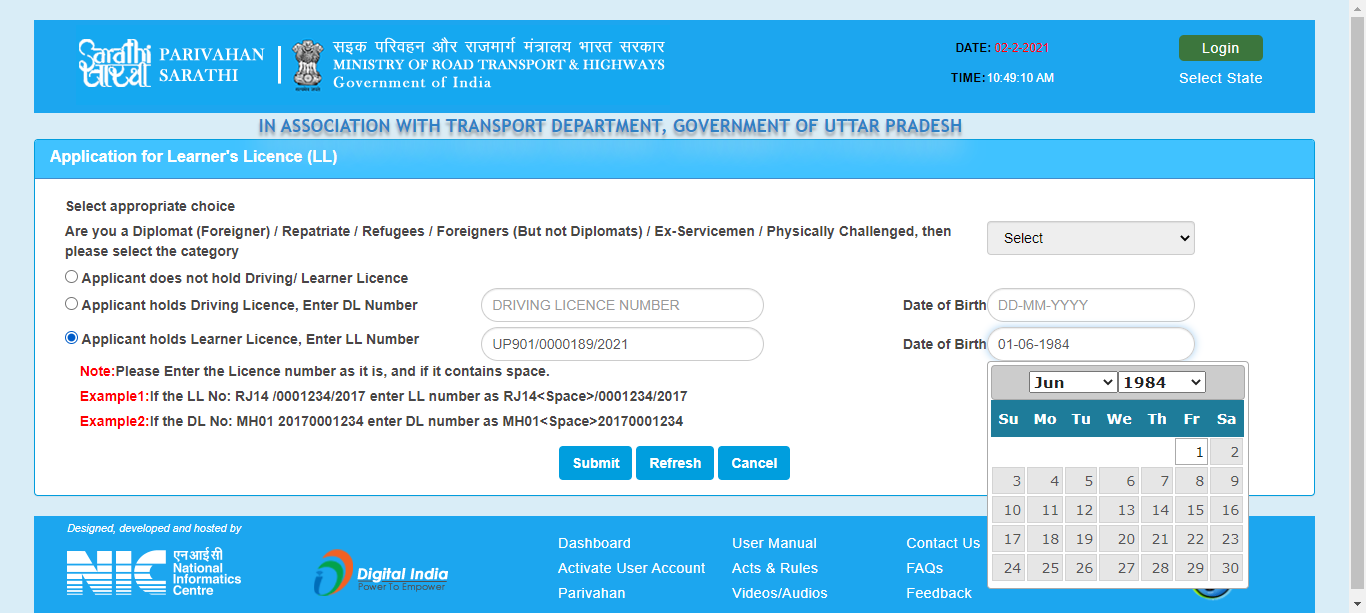 Sarathi
सारथी
PARIVAHAN
SARATHI
सड़क परिवहन और राजमार्ग मंत्रालय भारत सरकार
MINISTRY OF ROAD TRANSPORT & HIGHWAYS
Government of India
DATE: 02-2-2021
TIME: 10:49:10 AM
Login
Select State
IN ASSOCIATION WITH TRANSPORT DEPARTMENT, GOVERNMENT OF UTTAR PRADESH
Application for Learner's Licence (LL)
Select appropriate choice
Are you a Diplomat (Foreigner) / Repatriate / Refugees / Foreigners (But not Diplomats) / Ex-Servicemen / Physically Challenged, then
please select the category
Select
Applicant does not hold Driving/ Learner Licence
Applicant holds Driving Licence, Enter DL Number DRIVING LICENCE NUMBER Date of Birth DD-MM-YYYY
Applicant holds Learner Licence, Enter LL Number UP901/0000189/2021 Date of Birth 01-06-1984
Note:Please Enter the Licence number as it is, and if it contains space.
Example1:If the LL No: RJ14 /0001234/2017 enter LL number as RJ14<Space>/0001234/2017
Example2:If the DL No: MH01 20170001234 enter DL number as MH01<Space>20170001234
Submit Refresh Cancel
Jun 1984
Su Mo Tu We Th Fr Sa
1 2
3 4 5 6 7 8 9
10 11 12 13 14 15 16
17 18 19 20 21 22 23
24 25 26 27 28 29 30
Designed, developed and hosted by
NIC
एनआईसी
National
Informatics
Centre
Digital India
Power To Empower
Dashboard
Activate User Account
Parivahan
User Manual
Acts & Rules
Videos/Audios
Contact Us
FAQs
Feedback